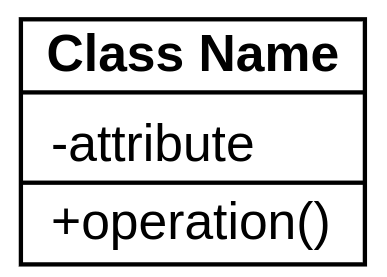 Class Name
-attribute
+operation()